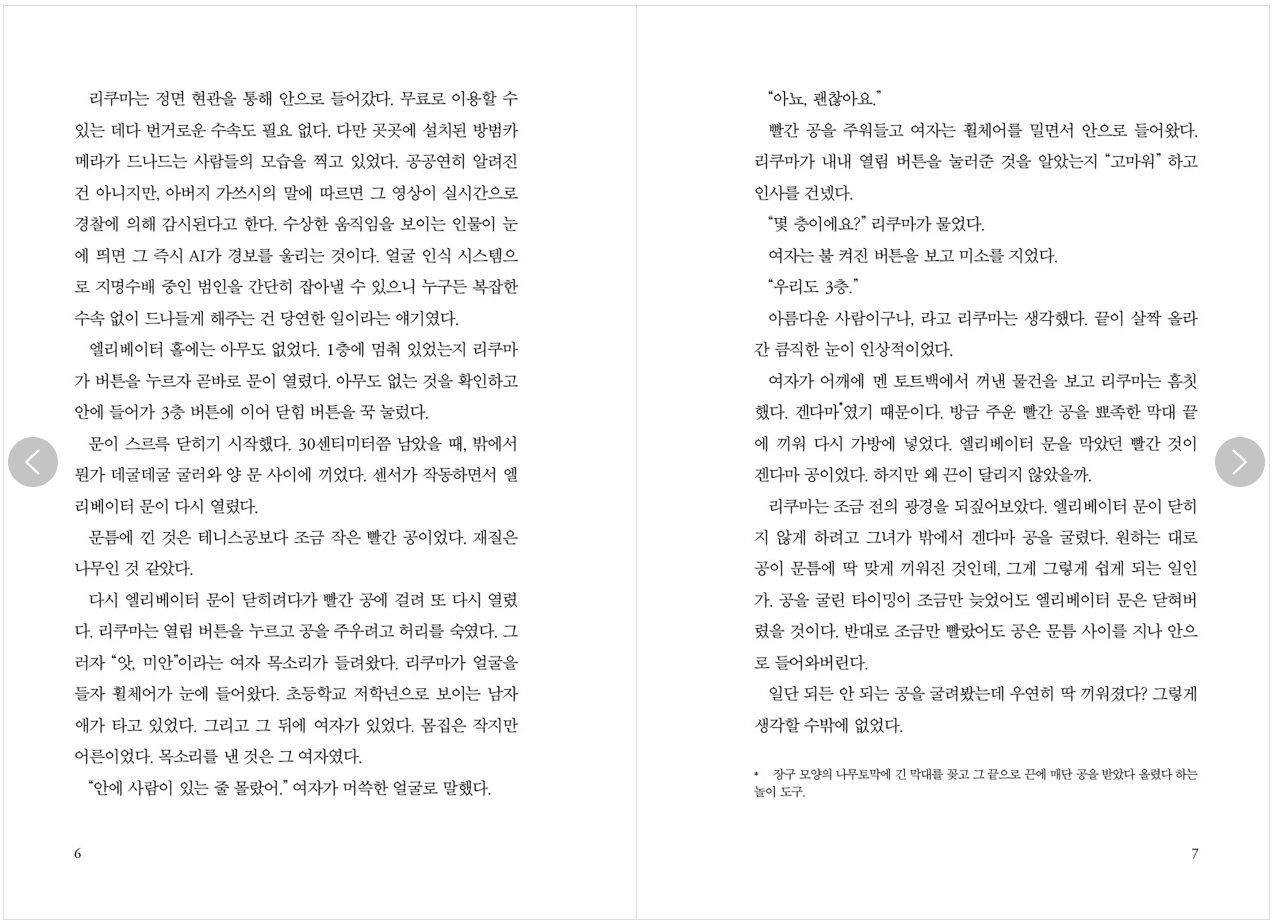 리쿠마는 정면 현관을 통해 안으로 들어갔다. 무료로 이용할 수
있는 데다 번거로운 수속도 필요 없다. 다만 곳곳에 설치된 방범카
메라가 드나드는 사람들의 모습을 찍고 있었다. 공공연히 알려진
건 아니지만, 아버지 가쓰시의 말에 따르면 그 영상이 실시간으로
경찰에 의해 감시된다고 한다. 수상한 움직임을 보이는 인물이 눈
에 띄면 그 즉시 AI가 경보를 울리는 것이다. 얼굴 인식 시스템으
로 지명수배 중인 범인을 간단히 잡아낼 수 있으니 누구든 복잡한
수속 없이 드나들게 해주는 건 당연한 일이라는 얘기였다.
엘리베이터 홀에는 아무도 없었다. 1층에 멈춰 있었는지 리쿠마
가 버튼을 누르자 곧바로 문이 열렸다. 아무도 없는 것을 확인하고
안에 들어가 3층 버튼에 이어 닫힘 버튼을 꾹 눌렀다.
문이 스르륵 닫히기 시작했다. 30센티미터쯤 남았을 때, 밖에서
뭔가 데굴데굴 굴러와 양 문 사이에 끼었다. 센서가 작동하면서 엘
리베이터 문이 다시 열렸다.
문틈에 낀 것은 테니스공보다 조금 작은 빨간 공이었다. 재질은
나무인 것 같았다.
다시 엘리베이터 문이 닫히려다가 빨간 공에 걸려 또 다시 열렸
다. 리쿠마는 열림 버튼을 누르고 공을 주우려고 허리를 숙였다. 그
러자 “앗, 미안”이라는 여자 목소리가 들려왔다. 리쿠마가 얼굴을
들자 휠체어가 눈에 들어왔다. 초등학교 저학년으로 보이는 남자
애가 타고 있었다. 그리고 그 뒤에 여자가 있었다. 몸집은 작지만
어른이었다. 목소리를 낸 것은 그 여자였다.
“안에 사람이 있는 줄 몰랐어.” 여자가 머쓱한 얼굴로 말했다.
6
“아뇨, 괜찮아요.”
빨간 공을 주워들고 여자는 휠체어를 밀면서 안으로 들어왔다.
리쿠마가 내내 열림 버튼을 눌러준 것을 알았는지 “고마워” 하고
인사를 건넸다.
“몇 층이에요?” 리쿠마가 물었다.
여자는 불 켜진 버튼을 보고 미소를 지었다.
“우리도 3층.”
아름다운 사람이구나, 라고 리쿠마는 생각했다. 끝이 살짝 올라
간 큼직한 눈이 인상적이었다.
여자가 어깨에 멘 토트백에서 꺼낸 물건을 보고 리쿠마는 흠칫
했다. 겐다마*였기 때문이다. 방금 주운 빨간 공을 뾰족한 막대 끝
에 끼워 다시 가방에 넣었다. 엘리베이터 문을 막았던 빨간 것이
겐다마 공이었다. 하지만 왜 끈이 달리지 않았을까.
리쿠마는 조금 전의 광경을 되짚어보았다. 엘리베이터 문이 닫히
지 않게 하려고 그녀가 밖에서 겐다마 공을 굴렸다. 원하는 대로
공이 문틈에 딱 맞게 끼워진 것인데, 그게 그렇게 쉽게 되는 일인
가. 공을 굴린 타이밍이 조금만 늦었어도 엘리베이터 문은 닫혀버
렸을 것이다. 반대로 조금만 빨랐어도 공은 문틈 사이를 지나 안으
로 들어와버린다.
일단 되든 안 되는 공을 굴려봤는데 우연히 딱 끼워졌다? 그렇게
생각할 수밖에 없었다.
* 장구 모양의 나무토막에 긴 막대를 꽂고 그 끝으로 끈에 매단 공을 받았다 올렸다 하는
놀이 도구.
7